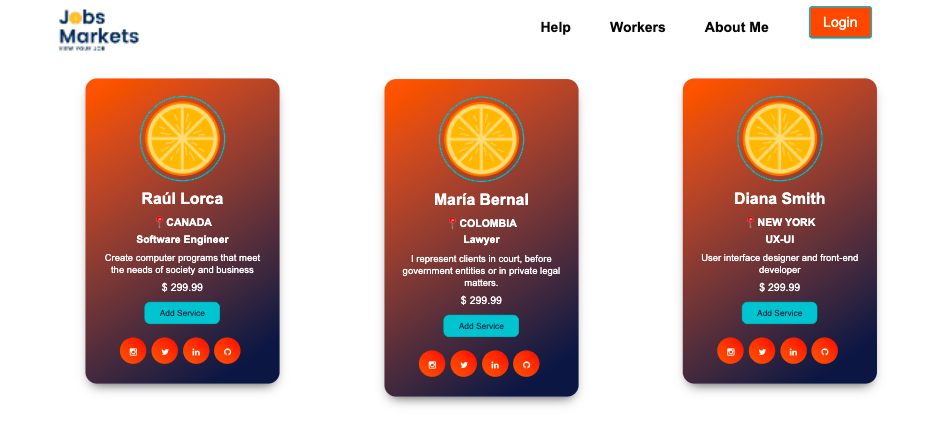 Jobs
Markets
VIEW YOUR JOB
Help
Workers
About Me
Login
Raúl Lorca
CANADA
Software Engineer
Create computer programs that meet
the needs of society and business
$ 299.99
Add Service
María Bernal
COLOMBIA
Lawyer
I represent clients in court, before
government entities or in private legal
matters.
$ 299.99
Add Service
Diana Smith
NEW YORK
UX-UI
User interface designer and front-end
developer
$ 299.99
Add Service